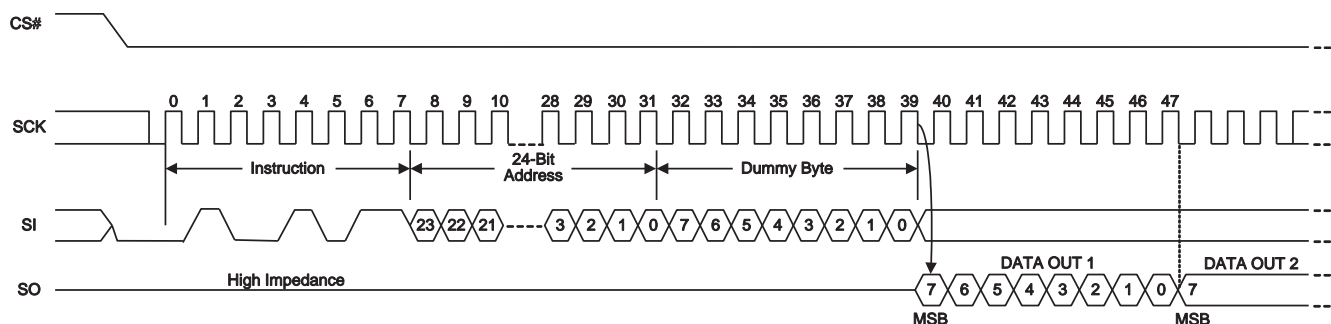 CS#
0 1 2 3 4 5 6 7 8 9 10 28 29 30 31 32 33 34 35 36 37 38 39 40 41 42 43 44 45 46 47
SCK
Instruction
24-Bit
Address
Dummy Byte
SI
23 22 21 3 2 1 0 7 6 5 4 3 2 1 0
DATA OUT 1
DATA OUT 2
High Impedance
SO
7 6 5 4 3 2 1 0 7
MSB
MSB